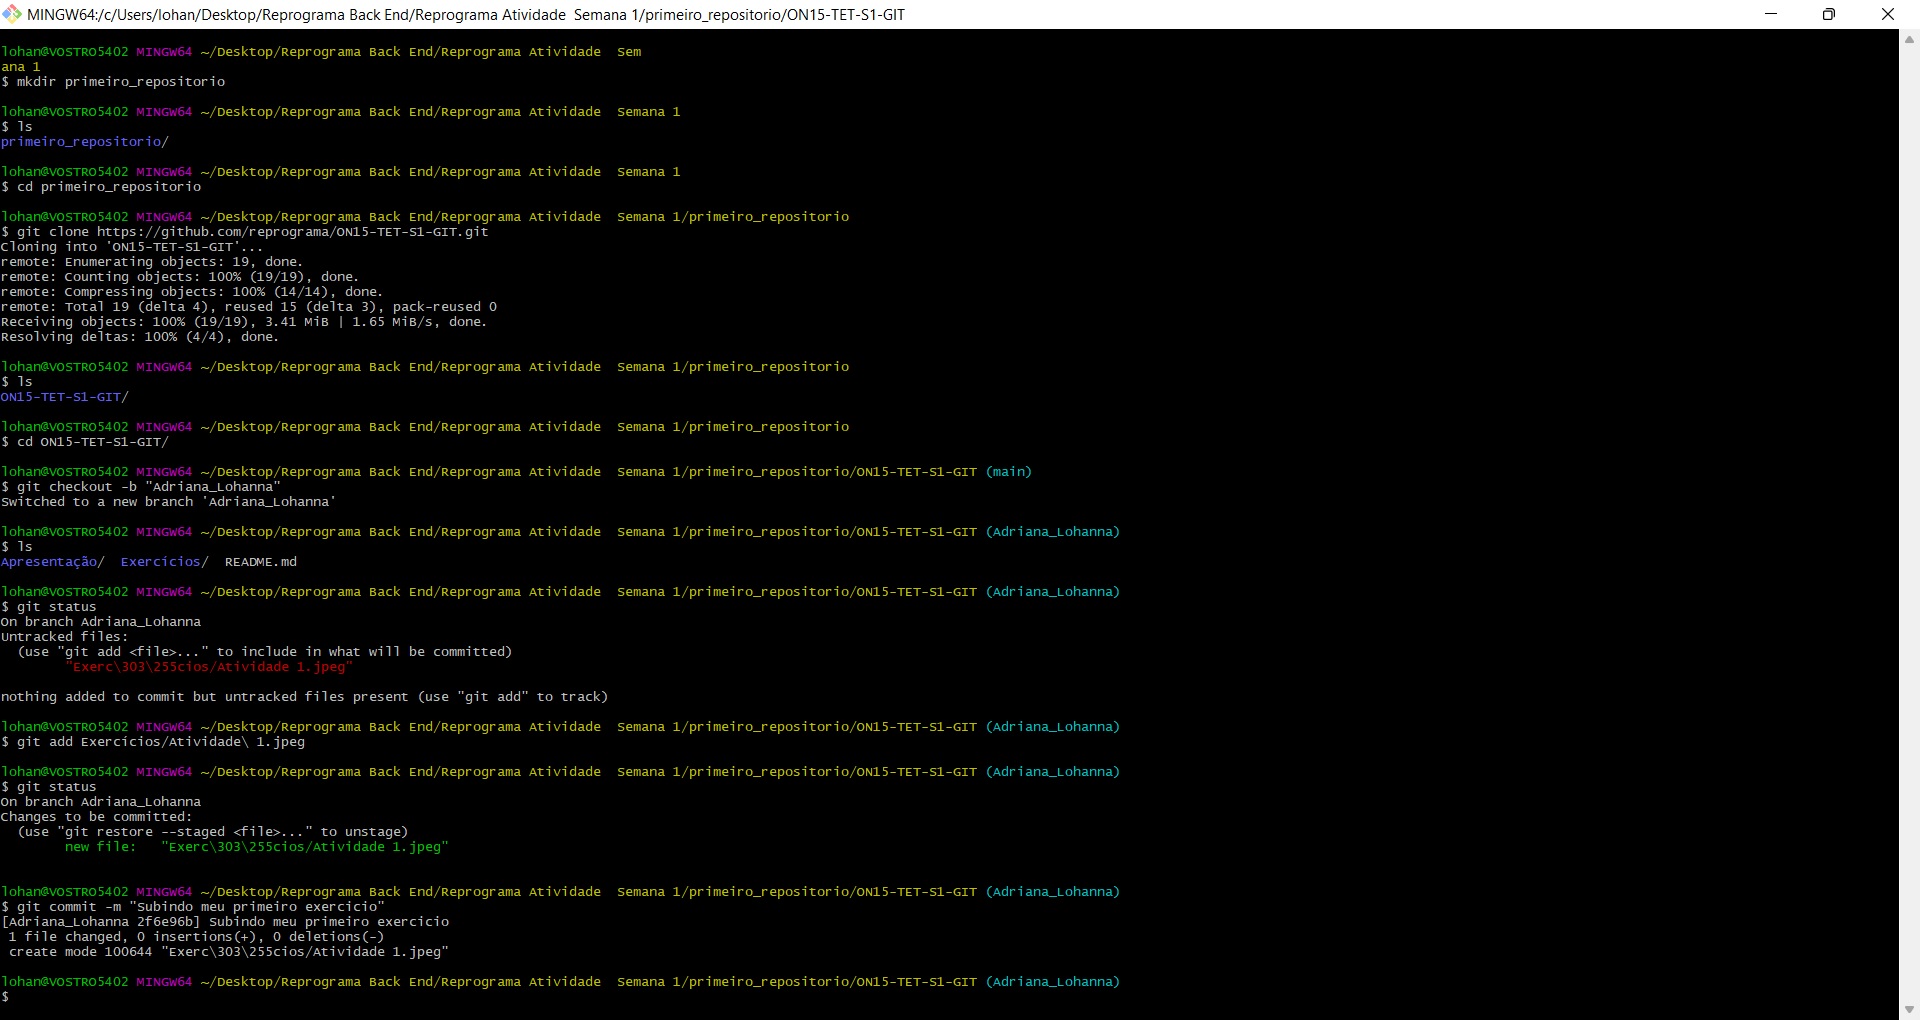 MINGW64:/c/Users/lohan/Desktop/Reprograma Back End/Reprograma Atividade  Semana 1/primeiro_repositorio/ON15-TET-S1-GIT
lohan@VOSTRO5402 MINGW64 ~/Desktop/Reprograma Back End/Reprograma Atividade  Sem
ana 1
$ mkdir primeiro_repositorio
lohan@VOSTRO5402 MINGW64 ~/Desktop/Reprograma Back End/Reprograma Atividade  Semana 1
$ ls
primeiro_repositorio/
lohan@VOSTRO5402 MINGW64 ~/Desktop/Reprograma Back End/Reprograma Atividade  Semana 1
$ cd primeiro_repositorio
lohan@VOSTRO5402 MINGW64 ~/Desktop/Reprograma Back End/Reprograma Atividade  Semana 1/primeiro_repositorio
$ git clone https://github.com/reprograma/ON15-TET-S1-GIT.git
Cloning into 'ON15-TET-S1-GIT'...
remote: Enumerating objects: 19, done.
remote: Counting objects: 100% (19/19), done.
remote: Compressing objects: 100% (14/14), done.
remote: Total 19 (delta 4), reused 15 (delta 3), pack-reused 0
Receiving objects: 100% (19/19), 3.41 MiB | 1.65 MiB/s, done.
Resolving deltas: 100% (4/4), done.
lohan@VOSTRO5402 MINGW64 ~/Desktop/Reprograma Back End/Reprograma Atividade  Semana 1/primeiro_repositorio
$ ls
ON15-TET-S1-GIT/
lohan@VOSTRO5402 MINGW64 ~/Desktop/Reprograma Back End/Reprograma Atividade  Semana 1/primeiro_repositorio
$ cd ON15-TET-S1-GIT/
lohan@VOSTRO5402 MINGW64 ~/Desktop/Reprograma Back End/Reprograma Atividade  Semana 1/primeiro_repositorio/ON15-TET-S1-GIT (main)
$ git checkout -b "Adriana_Lohanna"
Switched to a new branch 'Adriana_Lohanna'
lohan@VOSTRO5402 MINGW64 ~/Desktop/Reprograma Back End/Reprograma Atividade  Semana 1/primeiro_repositorio/ON15-TET-S1-GIT (Adriana_Lohanna)
$ ls
Apresentação/  Exercícios/  README.md
lohan@VOSTRO5402 MINGW64 ~/Desktop/Reprograma Back End/Reprograma Atividade  Semana 1/primeiro_repositorio/ON15-TET-S1-GIT (Adriana_Lohanna)
$ git status
On branch Adriana_Lohanna
Untracked files:
  (use "git add <file>..." to include in what will be committed)
        "Exerc\303\255cios/Atividade 1.jpeg"
nothing added to commit but untracked files present (use "git add" to track)
lohan@VOSTRO5402 MINGW64 ~/Desktop/Reprograma Back End/Reprograma Atividade  Semana 1/primeiro_repositorio/ON15-TET-S1-GIT (Adriana_Lohanna)
$ git add Exercícios/Atividade\ 1.jpeg
lohan@VOSTRO5402 MINGW64 ~/Desktop/Reprograma Back End/Reprograma Atividade  Semana 1/primeiro_repositorio/ON15-TET-S1-GIT (Adriana_Lohanna)
$ git status
On branch Adriana_Lohanna
Changes to be committed:
  (use "git restore --staged <file>..." to unstage)
        new file:   "Exerc\303\255cios/Atividade 1.jpeg"
lohan@VOSTRO5402 MINGW64 ~/Desktop/Reprograma Back End/Reprograma Atividade  Semana 1/primeiro_repositorio/ON15-TET-S1-GIT (Adriana_Lohanna)
$ git commit -m "Subindo meu primeiro exercicio"
[Adriana_Lohanna 2f6e96b] Subindo meu primeiro exercicio
 1 file changed, 0 insertions(+), 0 deletions(-)
 create mode 100644 "Exerc\303\255cios/Atividade 1.jpeg"
lohan@VOSTRO5402 MINGW64 ~/Desktop/Reprograma Back End/Reprograma Atividade  Semana 1/primeiro_repositorio/ON15-TET-S1-GIT (Adriana_Lohanna)
$